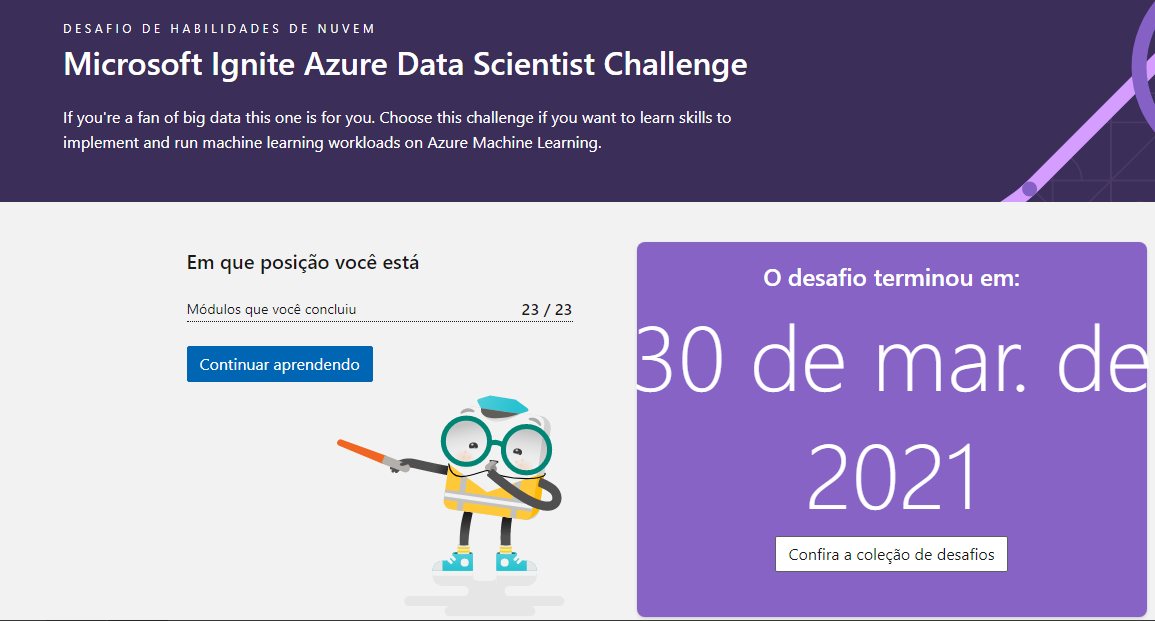 DESAFIO DE HABILIDADES DE NUVEM
Microsoft Ignite Azure Data Scientist Challenge
If you're a fan of big data this one is for you. Choose this challenge if you want to learn skills to
implement and run machine learning workloads on Azure Machine Learning.
Em que posição você está
Módulos que você concluiu 23 / 23
Continuar aprendendo
O desafio terminou em:
30 de mar. de
2021
Confira a coleção de desafios